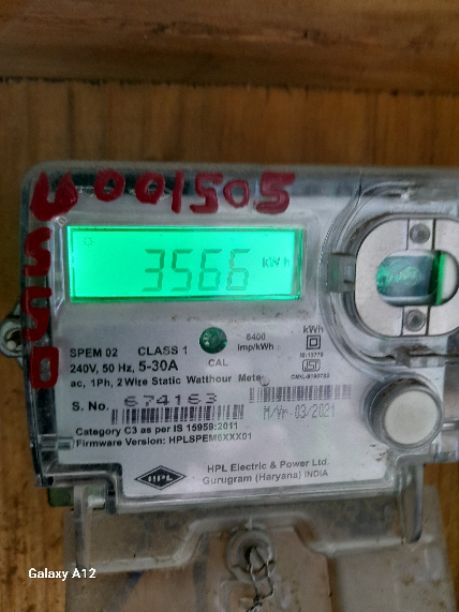 3566 kWh
SPEM 02 CLASS 1
240V, 50 Hz, 5-30A
ac, 1Ph, 2 Wire Static Watthour Meter
CAL
6400
imp/kWh
kWh
S. No. 674163
M/Yr-03/2021
Category C3 as per IS 15959:2011
Firmware Version: HPLSPEM6XXX01
HPL
HPL Electric & Power Ltd.
Gurugram (Haryana) INDIA
Galaxy A12